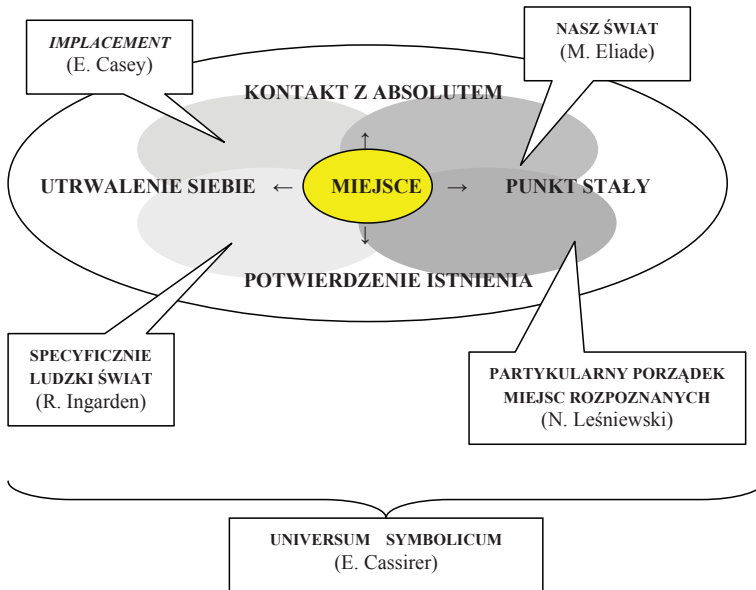 IMPLACEMENT
(E. Casey)
NASZ ŚWIAT
(M. Eliade)
KONTAKT Z ABSOLUTEM
↑
UTRWALENIE SIEBIE ← MIEJSCE → PUNKT STAŁY
↓
POTWIERDZENIE ISTNIENIA
SPECYFICZNIE
LUDZKI ŚWIAT
(R. Ingarden)
PARTYKULARNY PORZĄDEK
MIEJSC ROZPOZNANYCH
(N. Leśniewski)
UNIVERSUM SYMBOLICUM
(E. Cassirer)